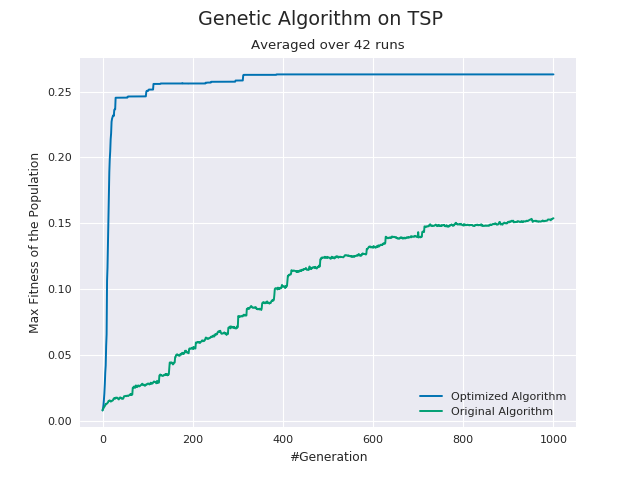 Genetic Algorithm on TSP
Averaged over 42 runs
Max Fitness of the Population
0.25
0.20
0.15
0.10
0.05
0.00
Optimized Algorithm
Original Algorithm
0 200 400 600 800 1000
#Generation